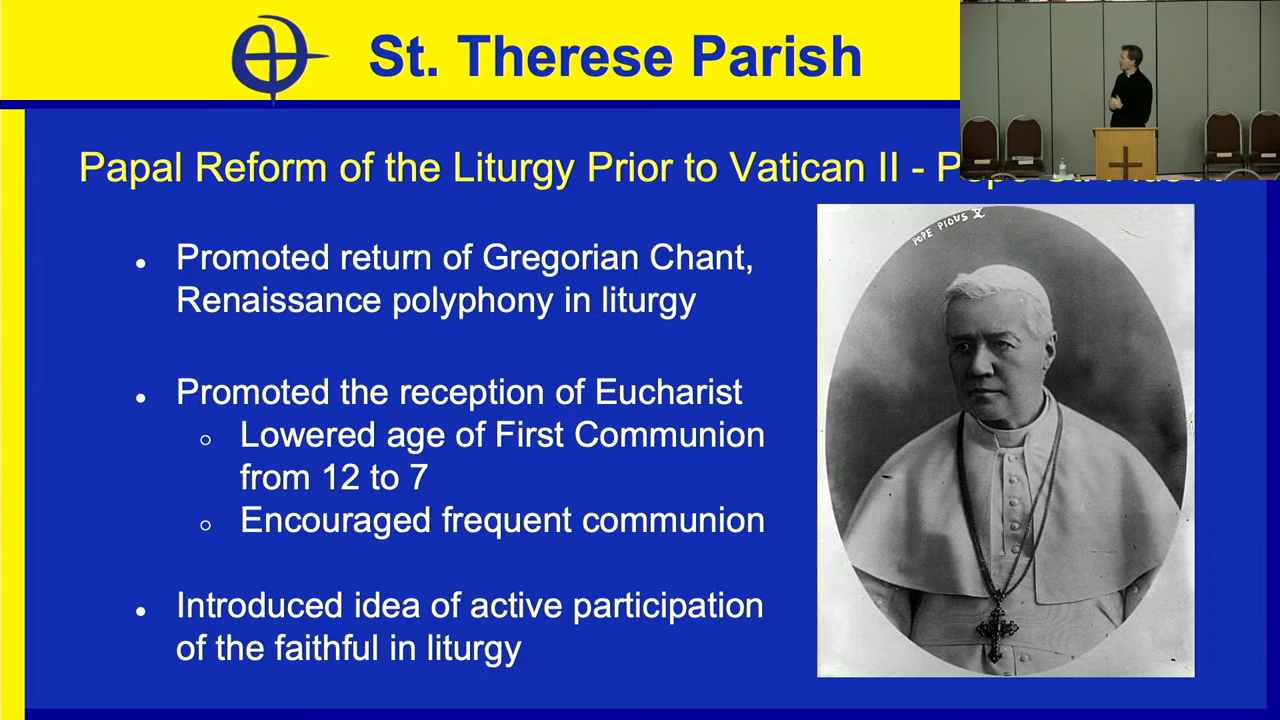 St. Therese Parish
Papal Reform of the Liturgy Prior to Vatican II -
POPE PIOUS X
Promoted return of Gregorian Chant,
Renaissance polyphony in liturgy
Promoted the reception of Eucharist
Lowered age of First Communion
from 12 to 7
Encouraged frequent communion
Introduced idea of active participation
of the faithful in liturgy